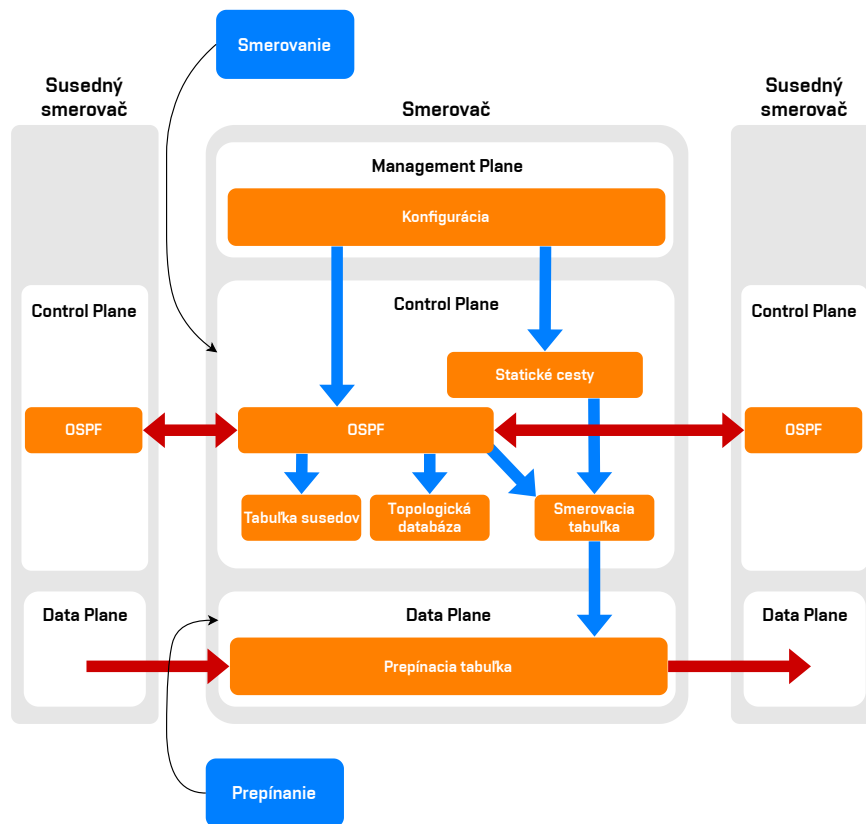 Smerovanie
Susedný
smerovač
Smerovač
Susedný
smerovač
Management Plane
Konfigurácia
Control Plane
Control Plane
Control Plane
Statické cesty
OSPF
OSPF
OSPF
Tabuľka susedov
Topologická
databáza
Smerovacia
tabuľka
Data Plane
Data Plane
Data Plane
Prepínacia tabuľka
Prepínanie